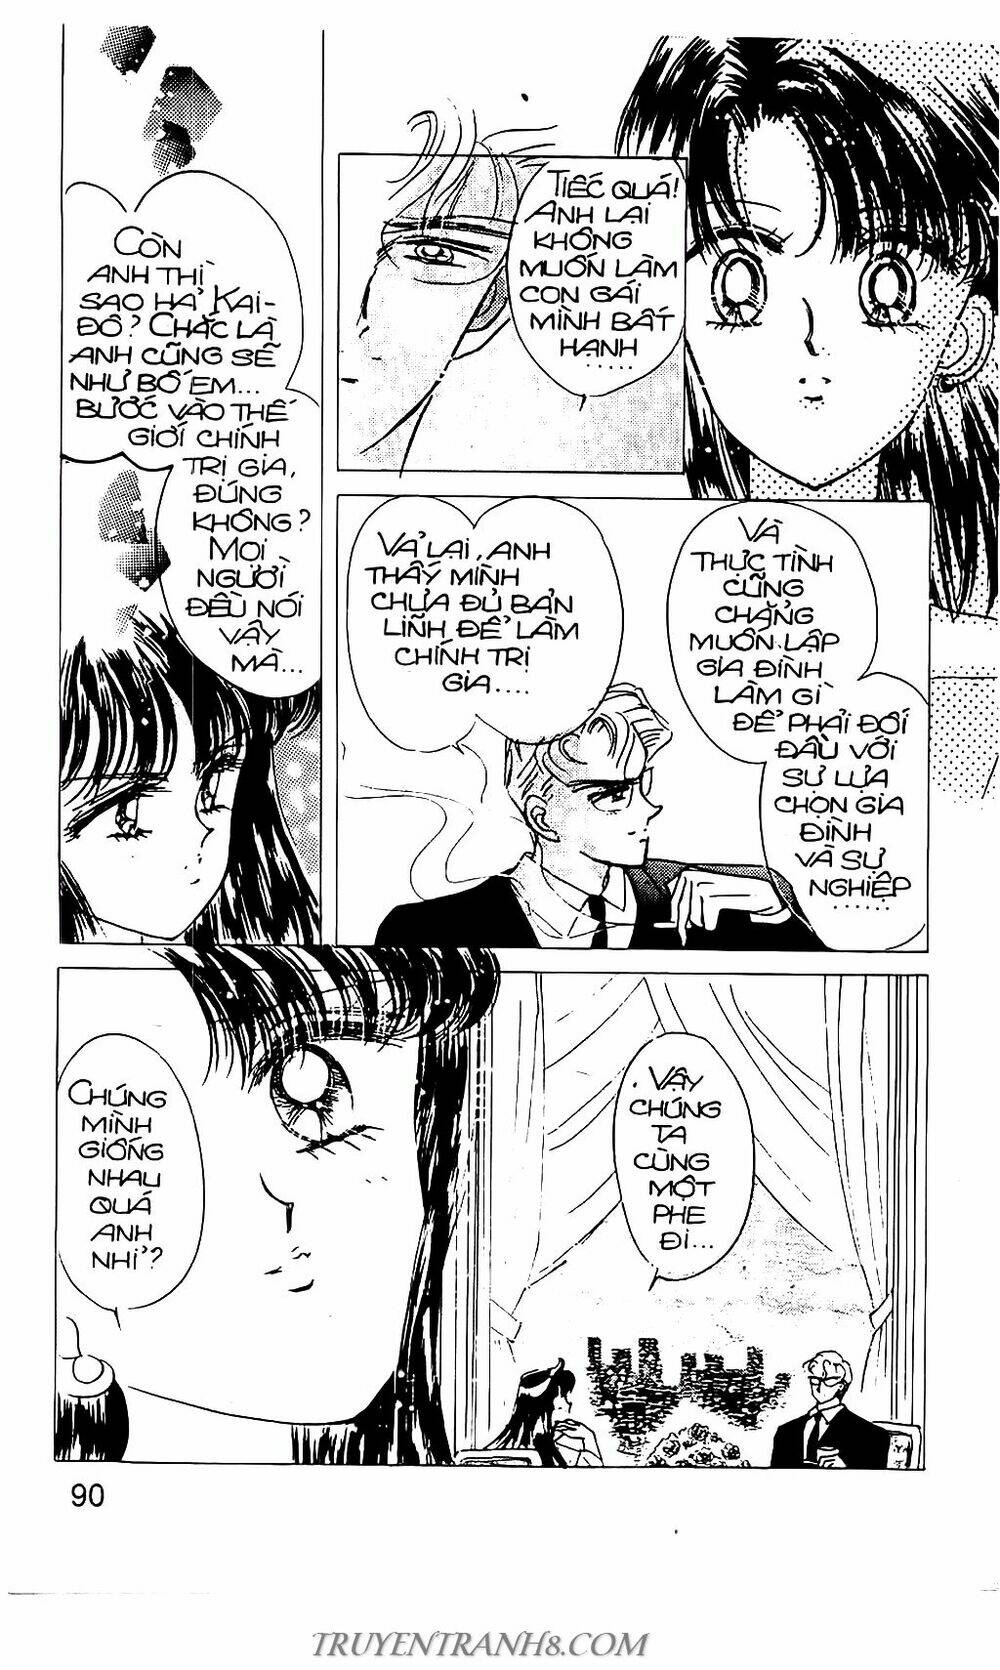 CÒN
ANH THÌ
SAO HẢ KAI-
ĐÔ? CHẮC LÀ
ANH CŨNG SẼ
NHƯ BỐ EM...
BƯỚC VÀO THẾ
GIỚI CHÍNH
TRỊ GIA,
ĐÚNG
KHÔNG?
MỌI
NGƯỜI
ĐỀU NÓI
VẬY
MÀ...
TIẾC QUÁ!
ANH LẠI
KHÔNG
MUỐN LÀM
CON GÁI
MÌNH BẤT
HẠNH
......
VẢ LẠI, ANH
THẤY MÌNH
CHƯA ĐỦ BẢN
LĨNH ĐỂ LÀM
CHÍNH TRỊ
GIA....
VÀ
THỰC TÌNH
CŨNG
CHẲNG
MUỐN LẬP
GIA ĐÌNH
LÀM GÌ
ĐỂ PHẢI ĐỐI
ĐẦU VỚI
SỰ LỰA
CHỌN GIA
ĐÌNH
VÀ SỰ
NGHIỆP
......
CHÚNG
MÌNH
GIỐNG
NHAU
QUÁ
ANH
NHỈ?
VẬY
CHÚNG
TA
CÙNG
MỘT
PHE
ĐI...
90
TRUYENTRANH8.COM